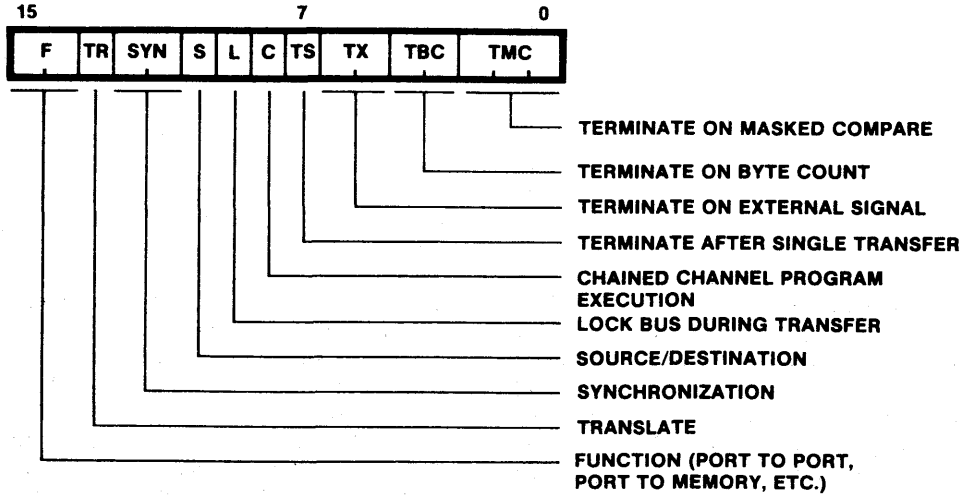 15 7 0
F TR SYN S L C TS TX TBC TMC
TERMINATE ON MASKED COMPARE
TERMINATE ON BYTE COUNT
TERMINATE ON EXTERNAL SIGNAL
TERMINATE AFTER SINGLE TRANSFER
CHAINED CHANNEL PROGRAM
EXECUTION
LOCK BUS DURING TRANSFER
SOURCE/DESTINATION
SYNCHRONIZATION
TRANSLATE
FUNCTION (PORT TO PORT,
PORT TO MEMORY, ETC.)